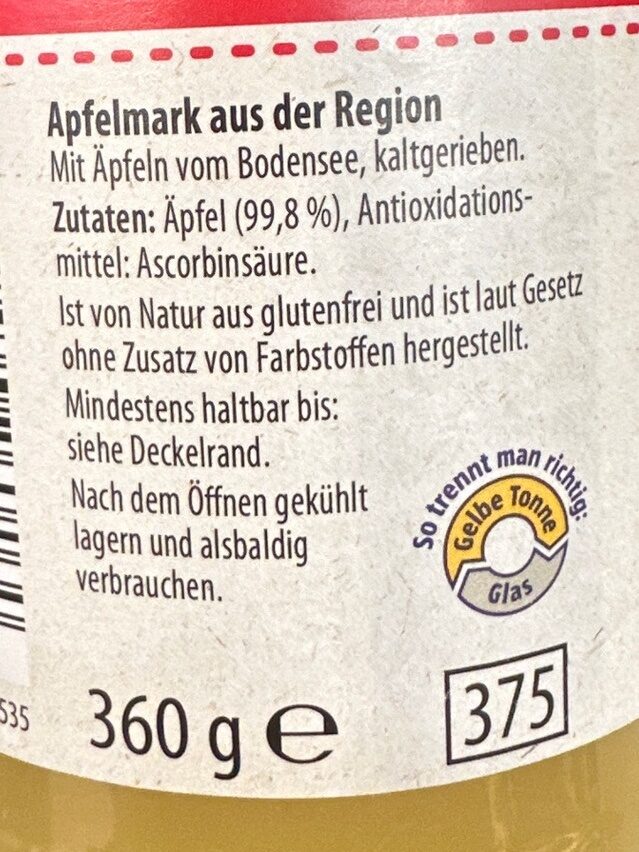 Apfelmark aus der Region
Mit Äpfeln vom Bodensee, kaltgerieben.
Zutaten: Äpfel (99,8 %), Antioxidations-
mittel: Ascorbinsäure.
Ist von Natur aus glutenfrei und ist laut Gesetz
ohne Zusatz von Farbstoffen hergestellt.
Mindestens haltbar bis:
siehe Deckelrand.
Nach dem Öffnen gekühlt
lagern und alsbaldig
verbrauchen.
So trennt man richtig:
Gelbe Tonne
Glas
535
360 g e
375